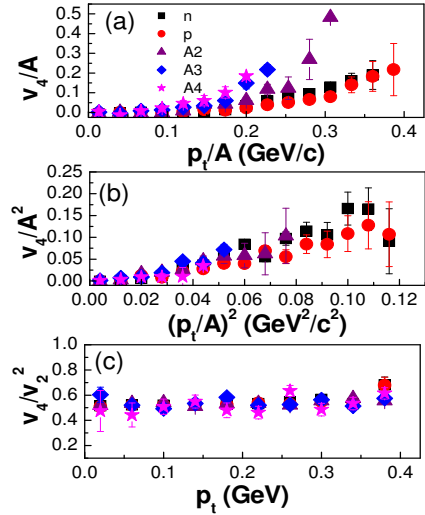 (a)
n
p
A2
A3
A4
0.5
0.4
0.3
0.2
0.1
0.0
v4/A
0.0 0.1 0.2 0.3 0.4
pt/A (GeV/c)
(b)
0.25
0.20
0.15
0.10
0.05
0.00
v4/A²
0.00 0.02 0.04 0.06 0.08 0.10 0.12
(pt/A)² (GeV²/c²)
(c)
1.0
0.8
0.6
0.4
0.2
0.0
v4/v2²
0.0 0.1 0.2 0.3 0.4
pt (GeV)